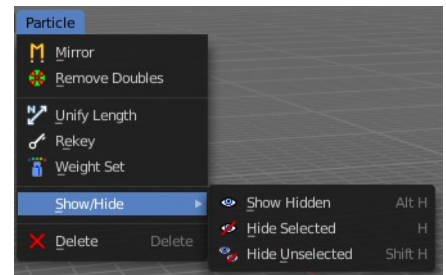 Particle
Mirror
Remove Doubles
Unify Length
Rekey
Weight Set
Show/Hide
Show Hidden Alt H
Hide Selected H
Hide Unselected Shift H
Delete Delete